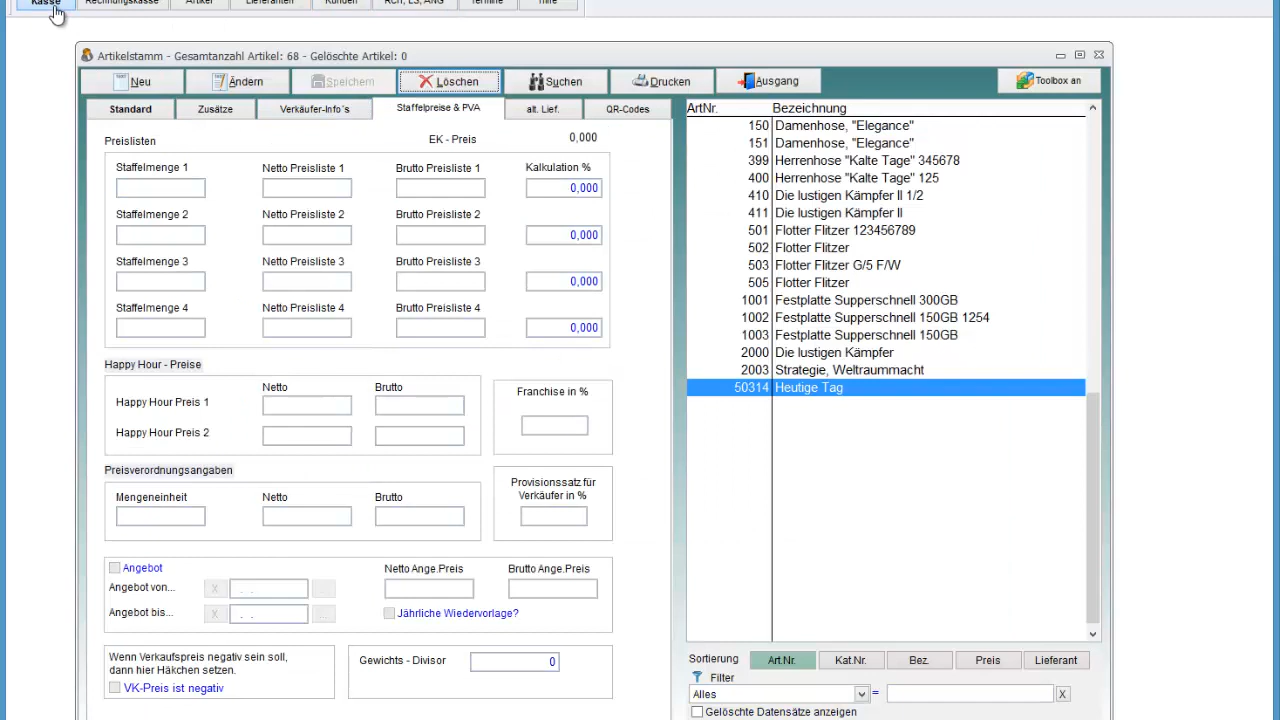 Kasse Rechnungskasse Artikel Lieferanten Kunden RCH, LS, ANG Termine Hilfe
Artikelstamm - Gesamtanzahl Artikel: 68 - Gelöschte Artikel: 0
Neu Ändern Speichern Löschen Suchen Drucken Ausgang Toolbox an
Standard Zusätze Verkäufer-Info´s Staffelpreise & PVA alt. Lief. QR-Codes
Preislisten EK - Preis 0,000
Staffelmenge 1 Netto Preisliste 1 Brutto Preisliste 1 Kalkulation %
0,000
Staffelmenge 2 Netto Preisliste 2 Brutto Preisliste 2
0,000
Staffelmenge 3 Netto Preisliste 3 Brutto Preisliste 3
0,000
Staffelmenge 4 Netto Preisliste 4 Brutto Preisliste 4
0,000
Happy Hour - Preise
Netto Brutto
Happy Hour Preis 1
Happy Hour Preis 2
Franchise in %
Preisverordnungsangaben
Mengeneinheit Netto Brutto
Provisionssatz für
Verkäufer in %
Angebot Netto Ange.Preis Brutto Ange.Preis
Angebot von... X . . ...
Angebot bis... X . . ... Jährliche Wiedervorlage?
Wenn Verkaufspreis negativ sein soll,
dann hier Häkchen setzen.
VK-Preis ist negativ
Gewichts - Divisor 0
ArtNr. Bezeichnung
150 Damenhose, "Elegance"
151 Damenhose, "Elegance"
399 Herrenhose "Kalte Tage" 345678
400 Herrenhose "Kalte Tage" 125
410 Die lustigen Kämpfer II 1/2
411 Die lustigen Kämpfer II
501 Flotter Flitzer 123456789
502 Flotter Flitzer
503 Flotter Flitzer G/5 F/W
505 Flotter Flitzer
1001 Festplatte Supperschnell 300GB
1002 Festplatte Supperschnell 150GB 1254
1003 Festplatte Supperschnell 150GB
2000 Die lustigen Kämpfer
2003 Strategie, Weltraummacht
50314 Heutige Tag
Sortierung Art.Nr. Kat.Nr. Bez. Preis Lieferant
Filter
Alles = X
Gelöschte Datensätze anzeigen